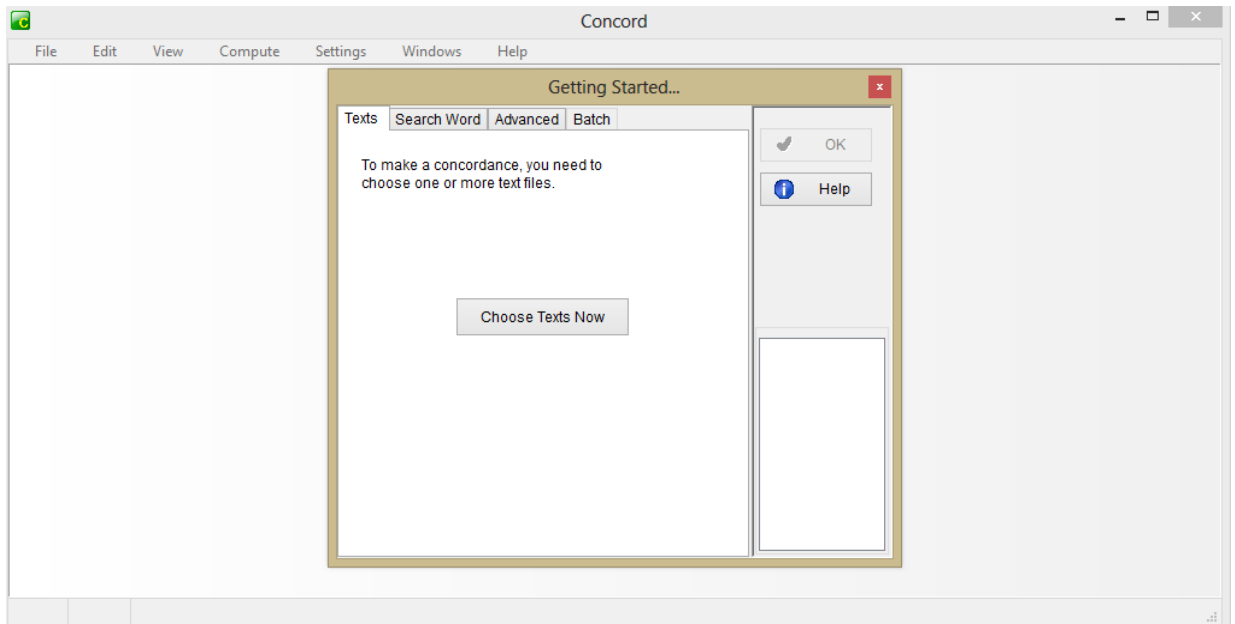 Concord
File Edit View Compute Settings Windows Help
Getting Started...
Texts Search Word Advanced Batch
To make a concordance, you need to
choose one or more text files.
OK
Help
Choose Texts Now